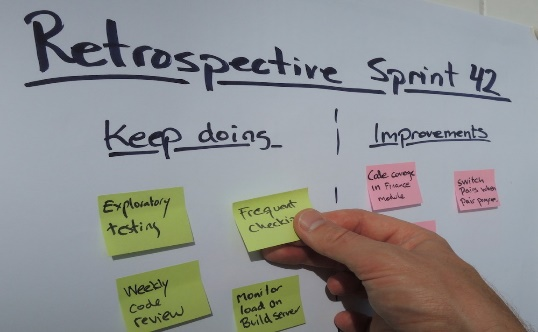 Retrospective Sprint 42
Keep doing
Improvements
Exploratory
testing
Frequent
Weekly
code
review
Monitor
load on
Build server
Code coverage
in Finance
module
Switch
Pairs when
pair program